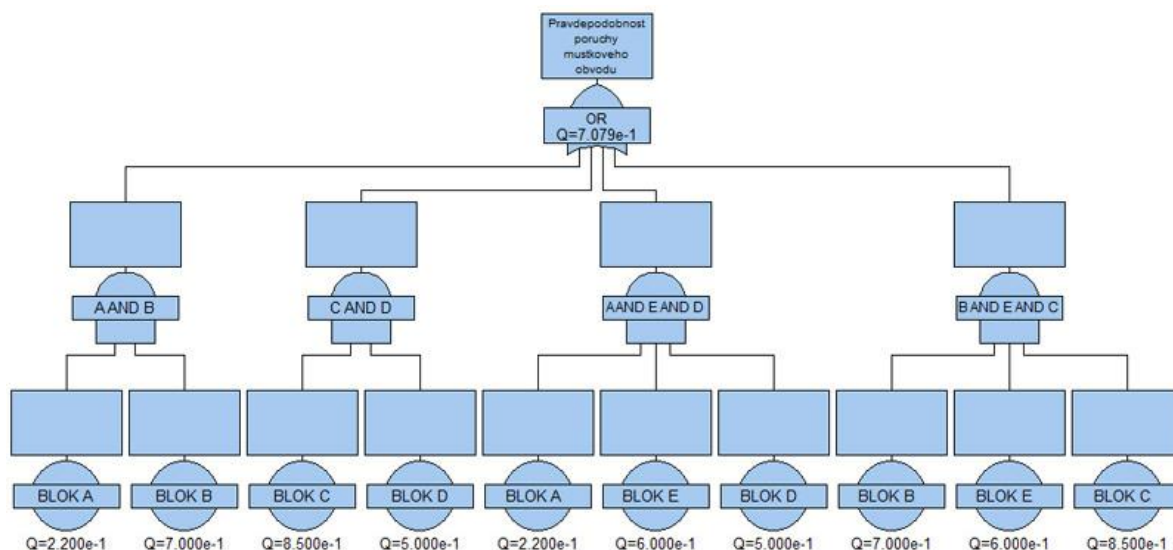 Pravdepodobnost
poruchy
mustkoveho
obvodu
OR
Q=7.079e-1
A AND B
C AND D
A AND E AND D
B AND E AND C
BLOK A
BLOK B
BLOK C
BLOK D
BLOK A
BLOK E
BLOK D
BLOK B
BLOK E
BLOK C
Q=2.200e-1
Q=7.000e-1
Q=8.500e-1
Q=5.000e-1
Q=2.200e-1
Q=6.000e-1
Q=5.000e-1
Q=7.000e-1
Q=6.000e-1
Q=8.500e-1